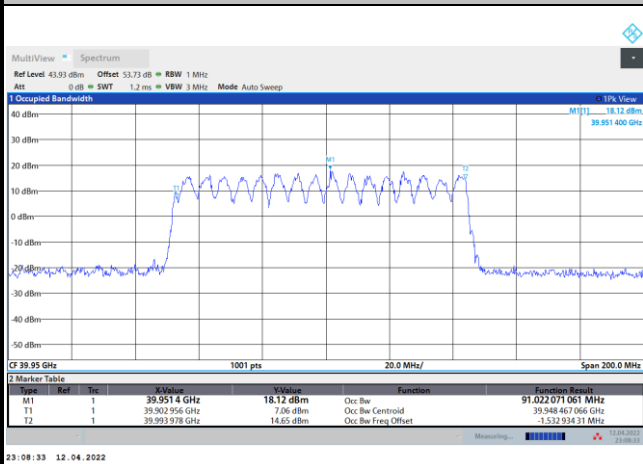 MultiView Spectrum
Ref Level 43.93 dBm Offset 53.73 dB RBW 1 MHz
Att 0 dB SWT 1.2 ms VBW 3 MHz Mode Auto Sweep
1 Occupied Bandwidth 1Pk View
M1[1] 18.12 dBm
39.951 400 GHz
40 dBm
30 dBm
20 dBm
M1
T1 T2
10 dBm
0 dBm
-10 dBm
-20 dBm
-30 dBm
-40 dBm
-50 dBm
CF 39.95 GHz 1001 pts 20.0 MHz/ Span 200.0 MHz
2 Marker Table
Type Ref Trc X-Value Y-Value Function Function Result
M1 1 39.951 4 GHz 18.12 dBm Occ Bw 91.022 071 061 MHz
T1 1 39.902 956 GHz 7.06 dBm Occ Bw Centroid 39.948 467 066 GHz
T2 1 39.993 978 GHz 14.65 dBm Occ Bw Freq Offset -1.532 934 31 MHz
Measuring... 12.04.2022
23:08:33
23:08:33 12.04.2022